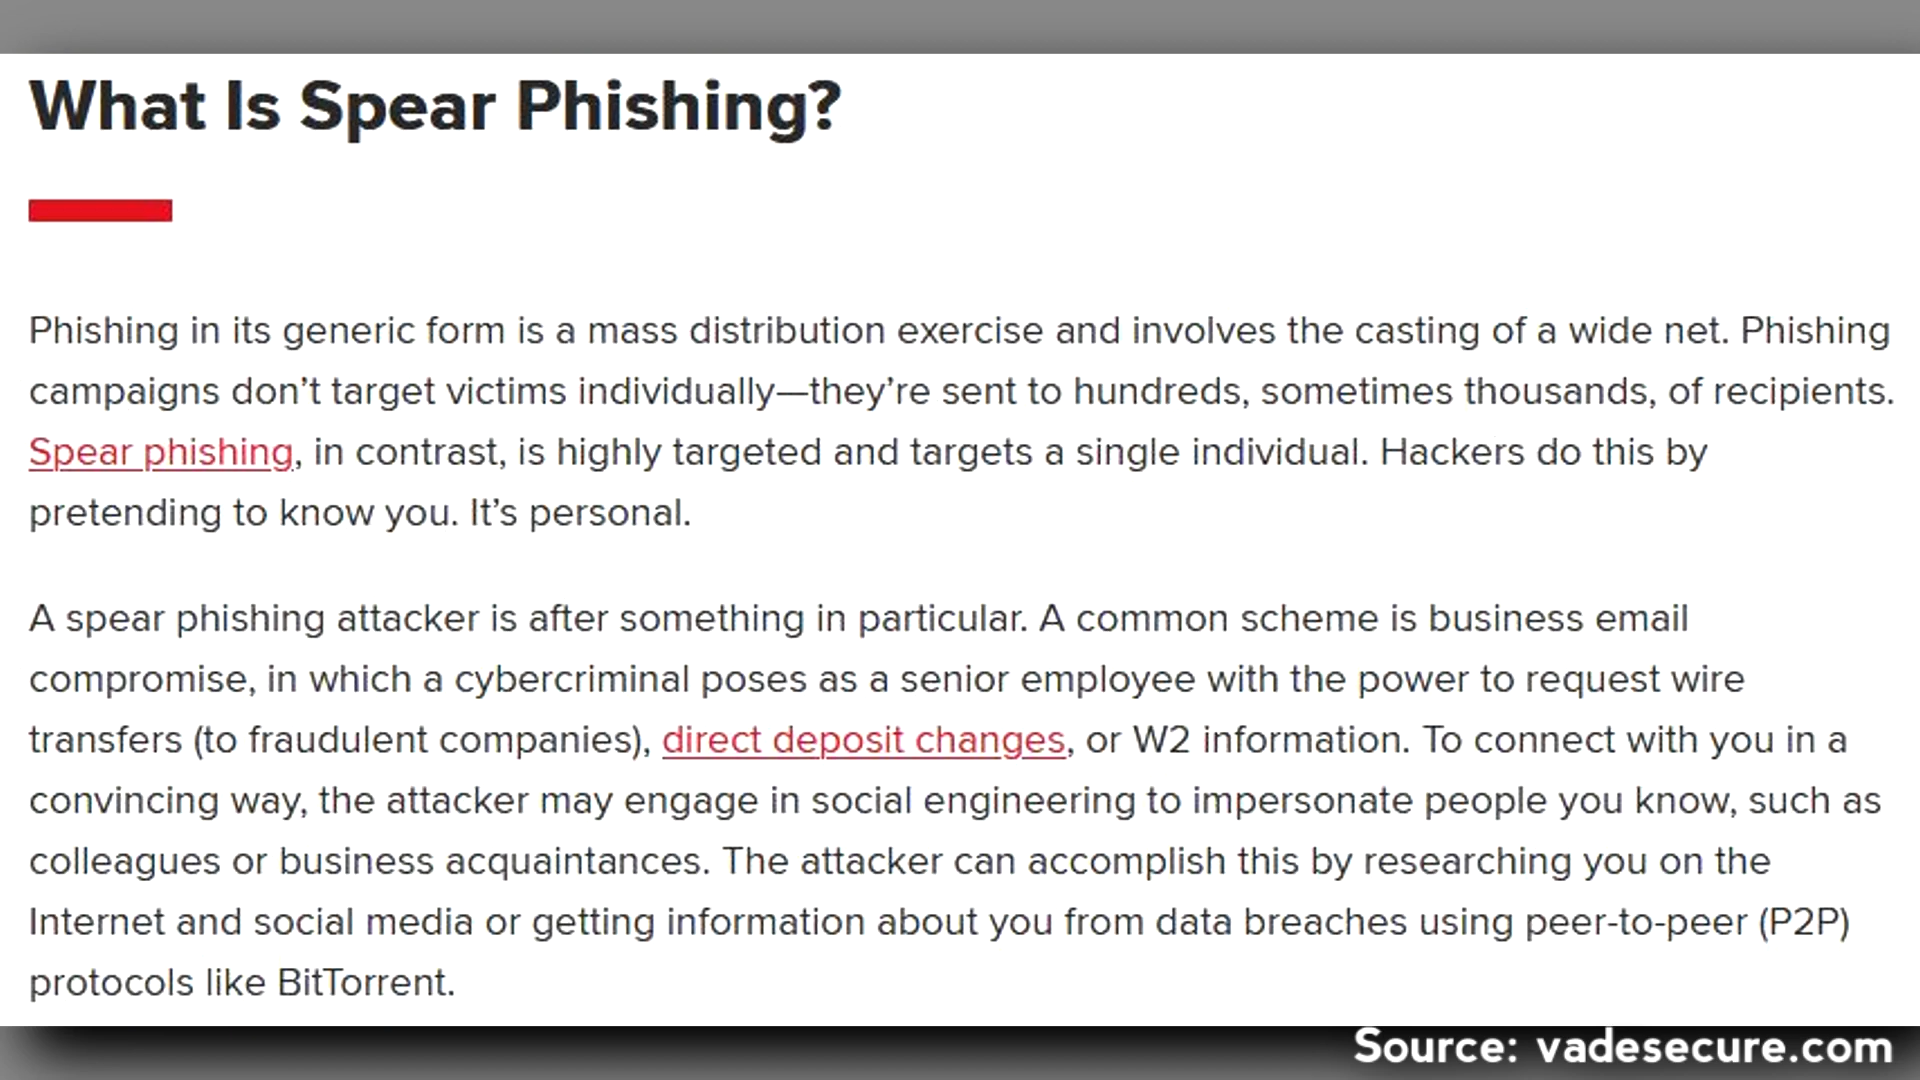 What Is Spear Phishing?
Phishing in its generic form is a mass distribution exercise and involves the casting of a wide net. Phishing
campaigns don’t target victims individually—they’re sent to hundreds, sometimes thousands, of recipients.
Spear phishing, in contrast, is highly targeted and targets a single individual. Hackers do this by
pretending to know you. It’s personal.
A spear phishing attacker is after something in particular. A common scheme is business email
compromise, in which a cybercriminal poses as a senior employee with the power to request wire
transfers (to fraudulent companies), direct deposit changes, or W2 information. To connect with you in a
convincing way, the attacker may engage in social engineering to impersonate people you know, such as
colleagues or business acquaintances. The attacker can accomplish this by researching you on the
Internet and social media or getting information about you from data breaches using peer-to-peer (P2P)
protocols like BitTorrent.
Source: vadesecure.com